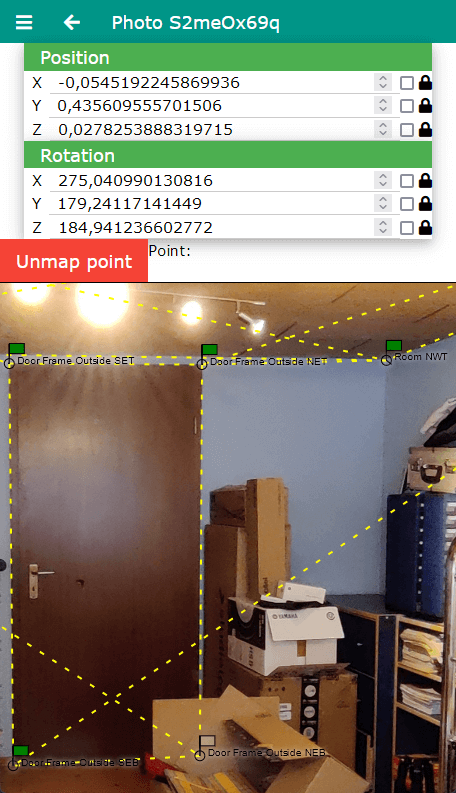 Photo S2meOx69q
Position
X -0,0545192245869936
Y 0,435609555701506
Z 0,0278253888319715
Rotation
X 275,040990130816
Y 179,24117141449
Z 184,941236602772
Unmap point
Point:
Door Frame Outside SET
Door Frame Outside NET
Room NWT
YAMAHA
Door Frame Outside SEB
Door Frame Outside NEB